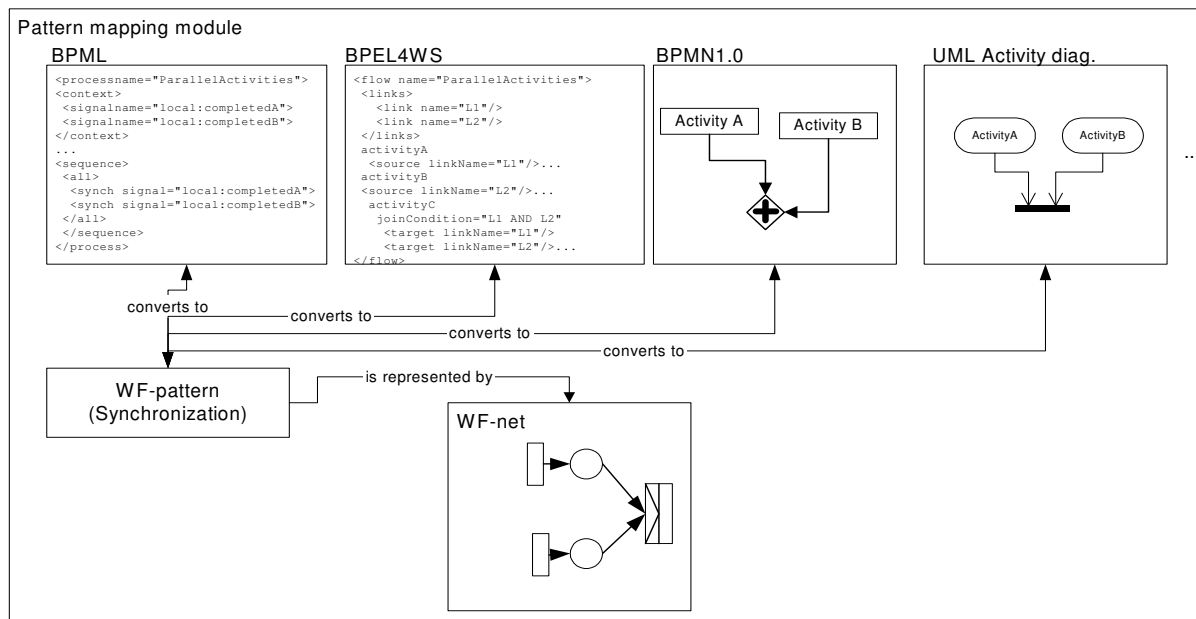 Pattern mapping module
BPML
<processname="ParallelActivities">
<context>
<signalname="local:completedA">
<signalname="local:completedB">
</context>
...
<sequence>
<all>
<synch signal="local:completedA">
<synch signal="local:completedB">
</all>
</sequence>
</process>
BPEL4WS
<flow name="ParallelActivities">
<links>
<link name="L1"/>
<link name="L2"/>
</links>
activityA
<source linkName="L1"/>...
activityB
<source linkName="L2"/>...
activityC
joinCondition="L1 AND L2"
<target linkName="L1"/>
<target linkName="L2"/>...
</flow>
BPMN1.0
Activity A
Activity B
UML Activity diag.
ActivityA
ActivityB
...
converts to
converts to
converts to
converts to
WF-pattern
(Synchronization)
is represented by
WF-net